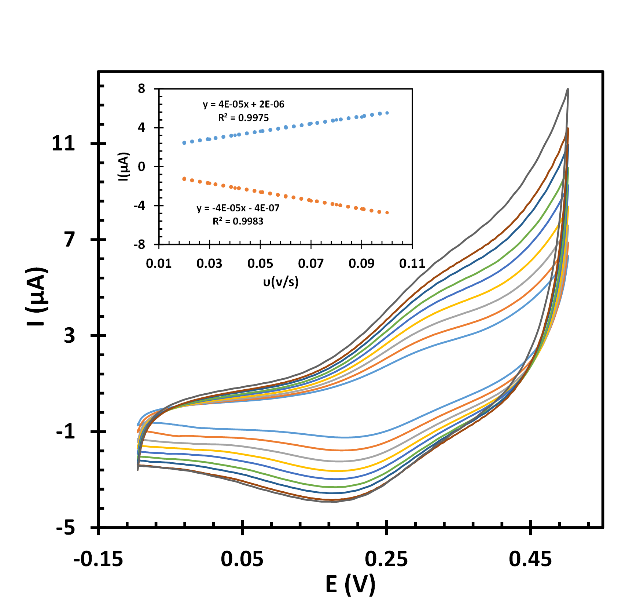 8
y = 4E-05x + 2E-06
R² = 0.9975
4
I(µA)
0
-4
y = -4E-05x - 4E-07
R² = 0.9983
-8
0.01 0.03 0.05 0.07 0.09 0.11
υ(v/s)
11
7
I (µA)
3
-1
-5
-0.15 0.05 0.25 0.45
E (V)